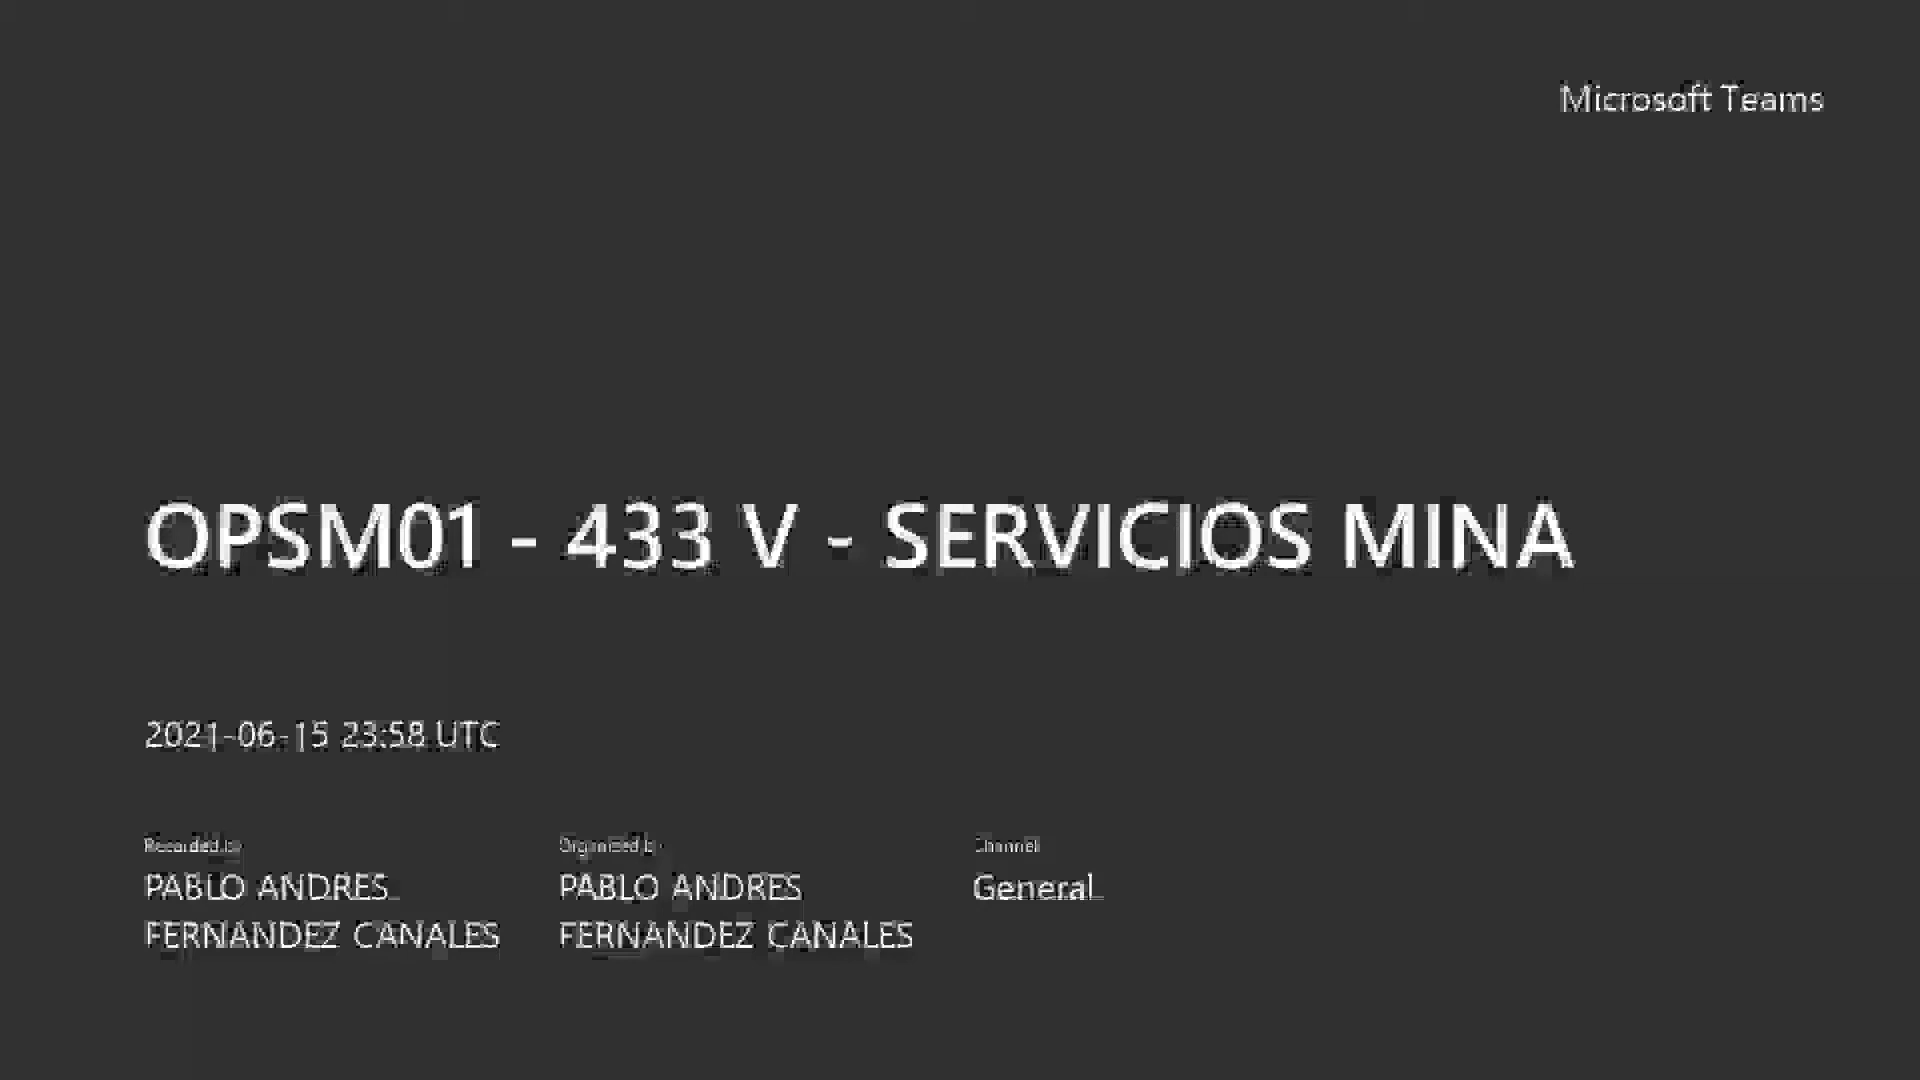 Microsoft Teams
OPSM01 - 433 V - SERVICIOS MINA
2021-06-15 23:58 UTC
Recorded by
Organized by
Channel
PABLO ANDRES
FERNANDEZ CANALES
PABLO ANDRES
FERNANDEZ CANALES
General